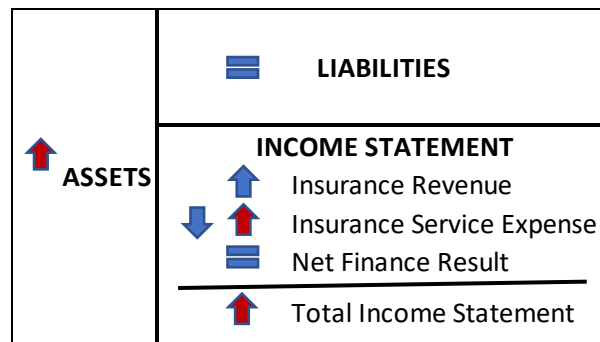 LIABILITIES
ASSETS
INCOME STATEMENT
Insurance Revenue
Insurance Service Expense
Net Finance Result
Total Income Statement